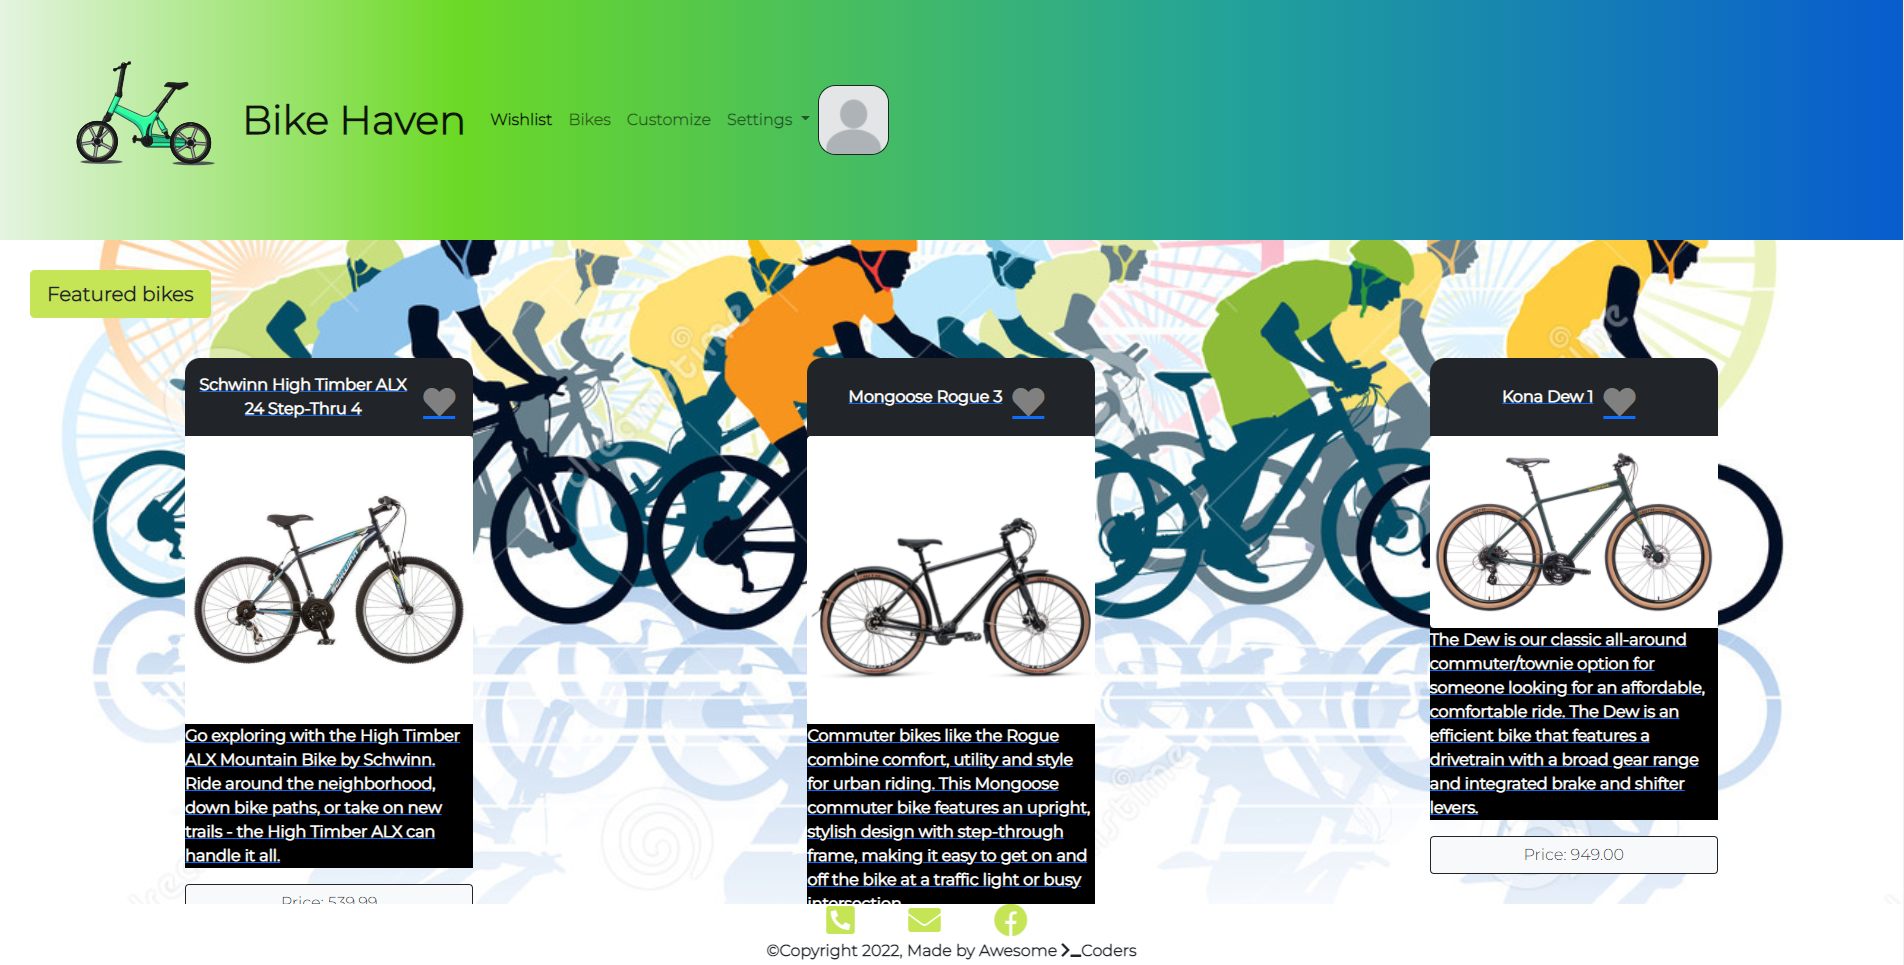 Bike Haven
Wishlist
Bikes
Customize
Settings
Featured bikes
Schwinn High Timber ALX
24 Step-Thru 4
Go exploring with the High Timber
ALX Mountain Bike by Schwinn.
Ride around the neighborhood,
down bike paths, or take on new
trails - the High Timber ALX can
handle it all.
Price: 539.99
Mongoose Rogue 3
Commuter bikes like the Rogue
combine comfort, utility and style
for urban riding. This Mongoose
commuter bike features an upright,
stylish design with step-through
frame, making it easy to get on and
off the bike at a traffic light or busy
intersection.
Kona Dew 1
The Dew is our classic all-around
commuter/townie option for
someone looking for an affordable,
comfortable ride. The Dew is an
efficient bike that features a
drivetrain with a broad gear range
and integrated brake and shifter
levers.
Price: 949.00
©Copyright 2022, Made by Awesome >_Coders